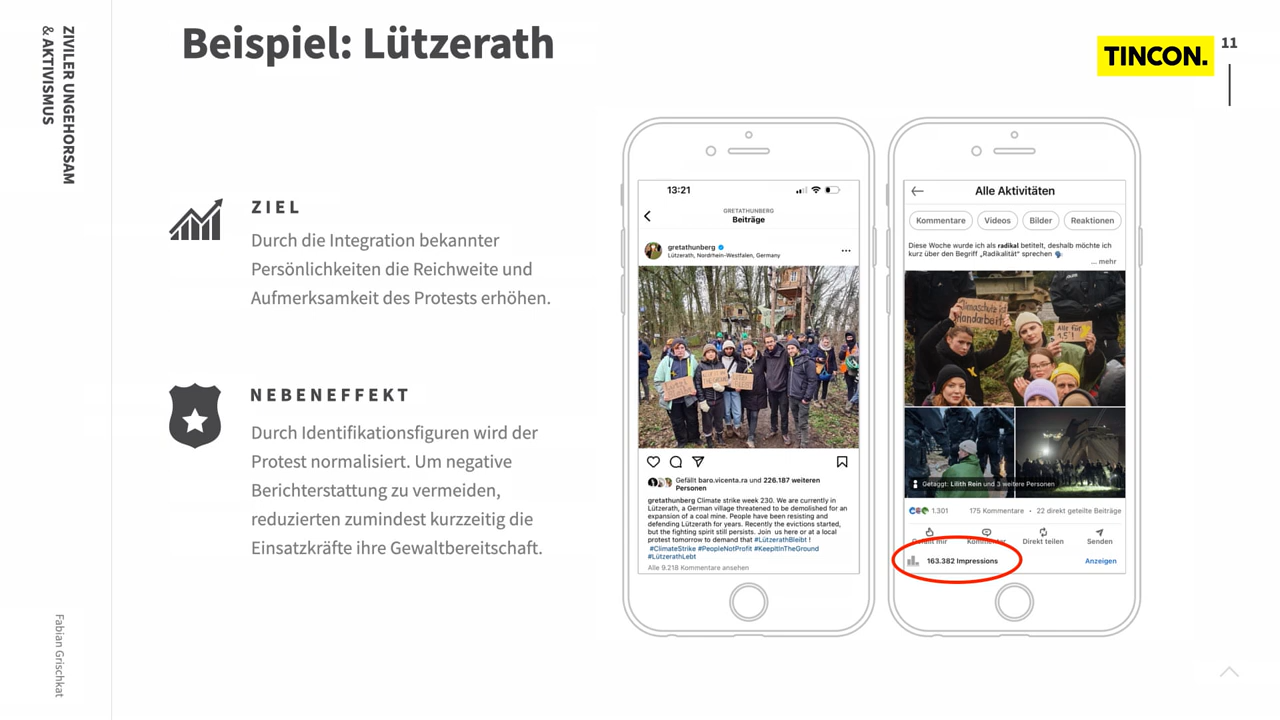 ZIVILER UNGEHORSAM
& AKTIVISMUS
Beispiel: Lützerath
TINCON.
11
ZIEL
Durch die Integration bekannter
Persönlichkeiten die Reichweite und
Aufmerksamkeit des Protests erhöhen.
NEBENEFFEKT
Durch Identifikationsfiguren wird der
Protest normalisiert. Um negative
Berichterstattung zu vermeiden,
reduzierten zumindest kurzzeitig die
Einsatzkräfte ihre Gewaltbereitschaft.
13:21
GRETATHUNBERG
Beiträge
gretathunberg
Lützerath, Nordrhein-Westfalen, Germany
Gefällt baro.vicenta.ra und 226.187 weiteren
Personen
gretathunberg Climate strike week 230. We are currently in
Lützerath, a German village threatened to be demolished for an
expansion of a coal mine. People have been resisting and
defending Lützerath for years. Recently the evictions started,
but the fighting spirit still persists. Join us here or at a local
protest tomorrow to demand that #LützerathBleibt !
#ClimateStrike #PeopleNotProfit #KeepItInTheGround
#LützerathLebt
Alle 9.218 Kommentare ansehen
Alle Aktivitäten
Kommentare Videos Bilder Reaktionen
Diese Woche wurde ich als radikal betitelt, deshalb möchte ich
kurz über den Begriff „Radikalität“ sprechen
... mehr
Klimaschutz ist
Handarbeit
Alle für
1,5°!
Getaggt: Lilith Rein und 3 weitere Personen
1.301 175 Kommentare • 22 direkt geteilte Beiträge
Gefällt mir Kommentar Direkt teilen Senden
163.382 Impressions Anzeigen
Fabian Grischkat